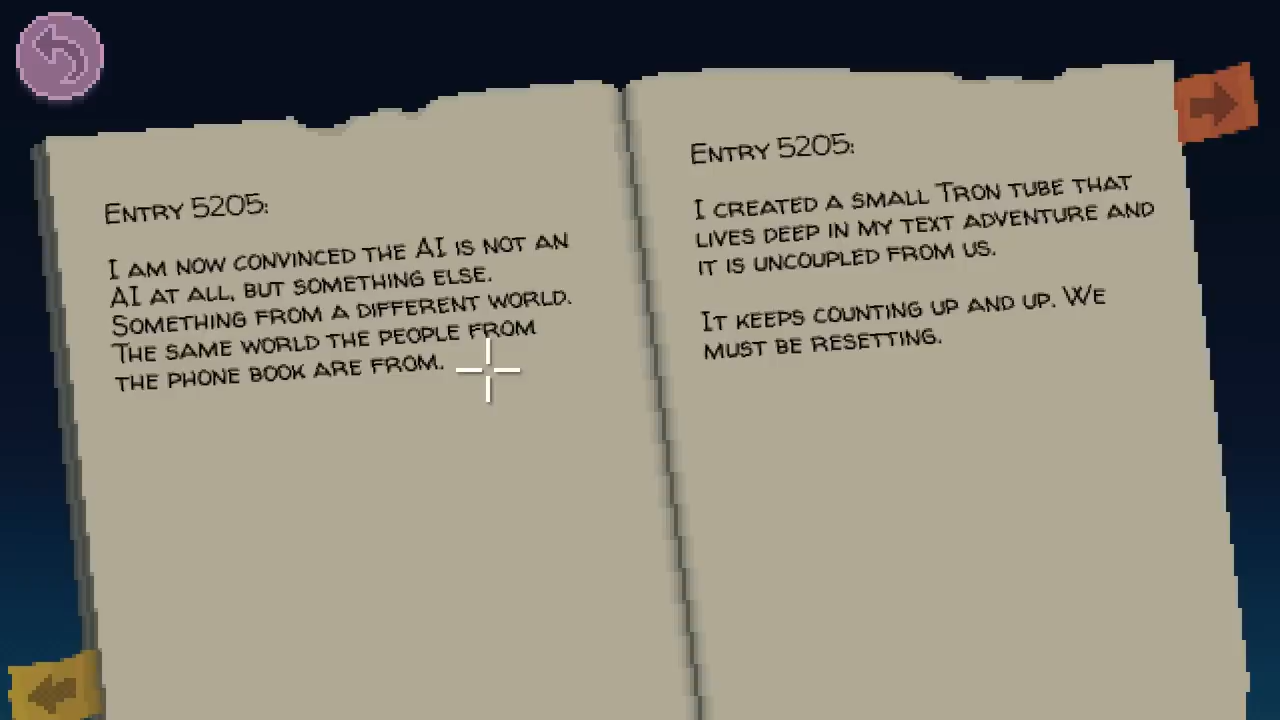 Entry 5205:
I am now convinced the AI is not an
AI at all, but something else.
Something from a different world.
The same world the people from
the phone book are from.
Entry 5205:
I created a small Tron tube that
lives deep in my text adventure and
it is uncoupled from us.
It keeps counting up and up. We
must be resetting.